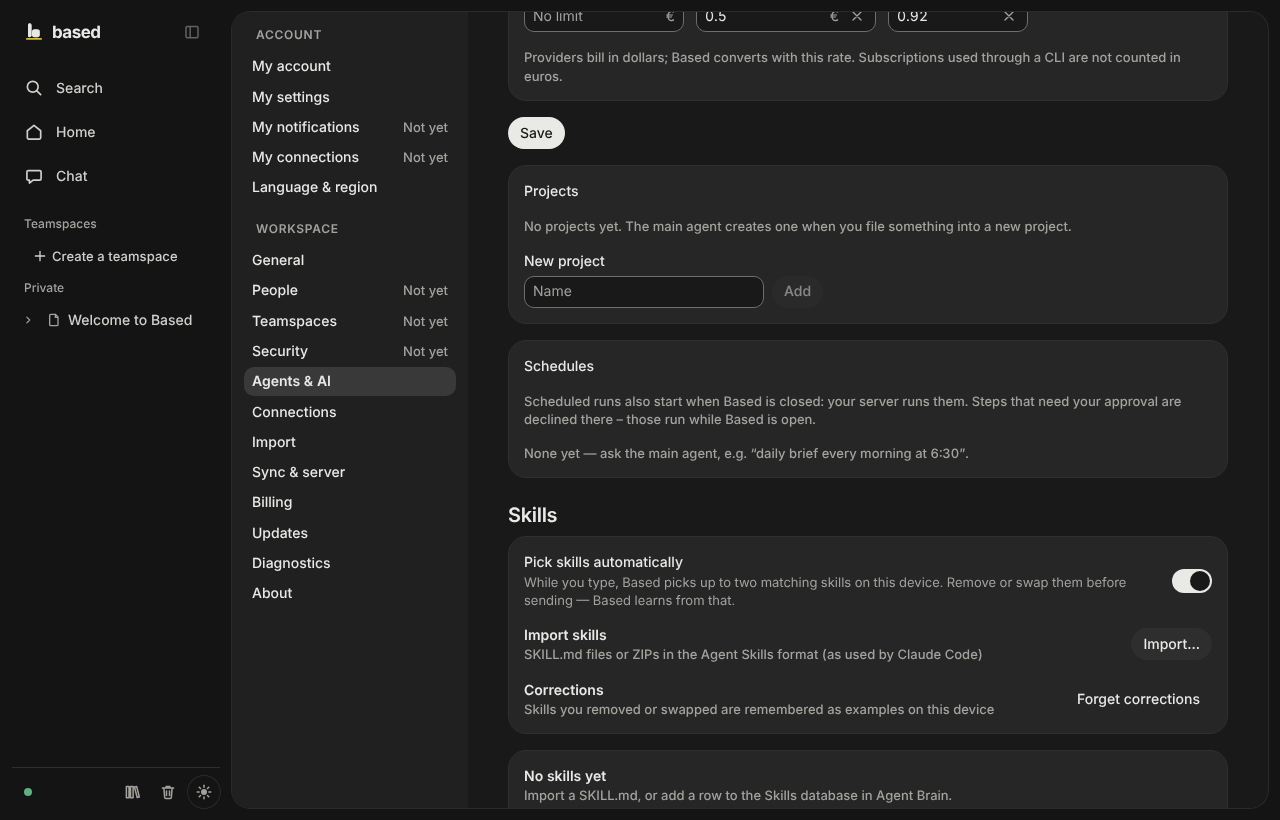 based
Search
Home
Chat
Teamspaces
Create a teamspace
Private
Welcome to Based
ACCOUNT
My account
My settings
My notifications Not yet
My connections Not yet
Language & region
WORKSPACE
General
People Not yet
Teamspaces Not yet
Security Not yet
Agents & AI
Connections
Import
Sync & server
Billing
Updates
Diagnostics
About
No limit € 0.5 € 0.92
Providers bill in dollars; Based converts with this rate. Subscriptions used through a CLI are not counted in
euros.
Save
Projects
No projects yet. The main agent creates one when you file something into a new project.
New project
Name Add
Schedules
Scheduled runs also start when Based is closed: your server runs them. Steps that need your approval are
declined there – those run while Based is open.
None yet — ask the main agent, e.g. “daily brief every morning at 6:30”.
Skills
Pick skills automatically
While you type, Based picks up to two matching skills on this device. Remove or swap them before
sending — Based learns from that.
Import skills
SKILL.md files or ZIPs in the Agent Skills format (as used by Claude Code)
Import…
Corrections
Skills you removed or swapped are remembered as examples on this device
Forget corrections
No skills yet
Import a SKILL.md, or add a row to the Skills database in Agent Brain.